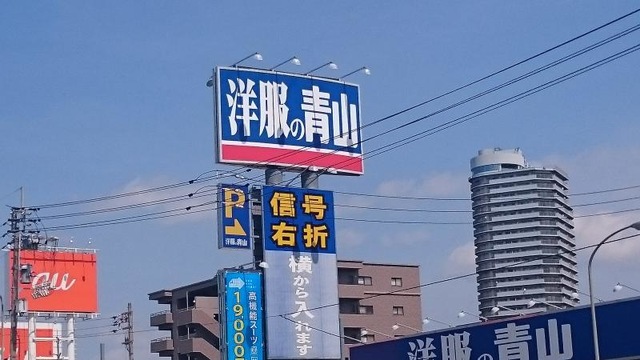 洋服の青山
P
洋服の青山
信号
右折
横から入れます
高機能スーツ
19,000
au
洋服の青山